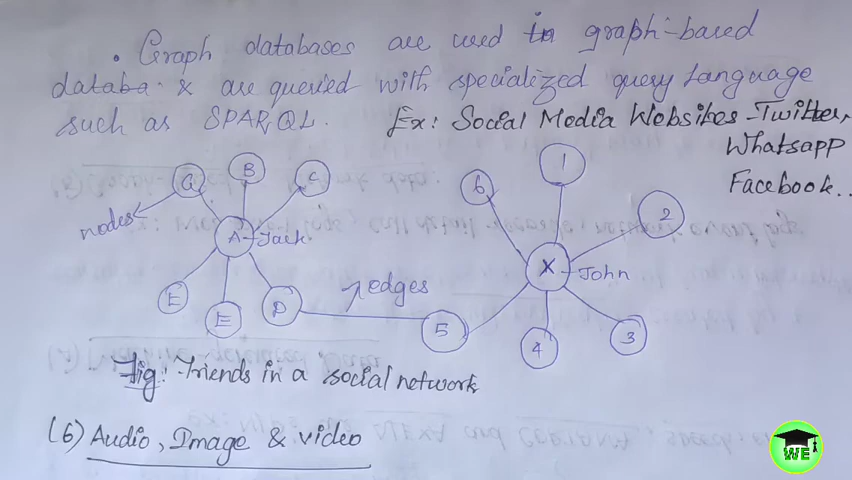 . Graph databases are used in graph-based
databa. & are queried with specialized query language
such as SPARQL. Ex: Social Media Websites - Twitter,
Whatsapp
Facebook..
G B C 6 1 2
nodes A - Jack X - John
E E D edges 5 4 3
Fig: Friends in a social network
(6) Audio, Image & video
WE